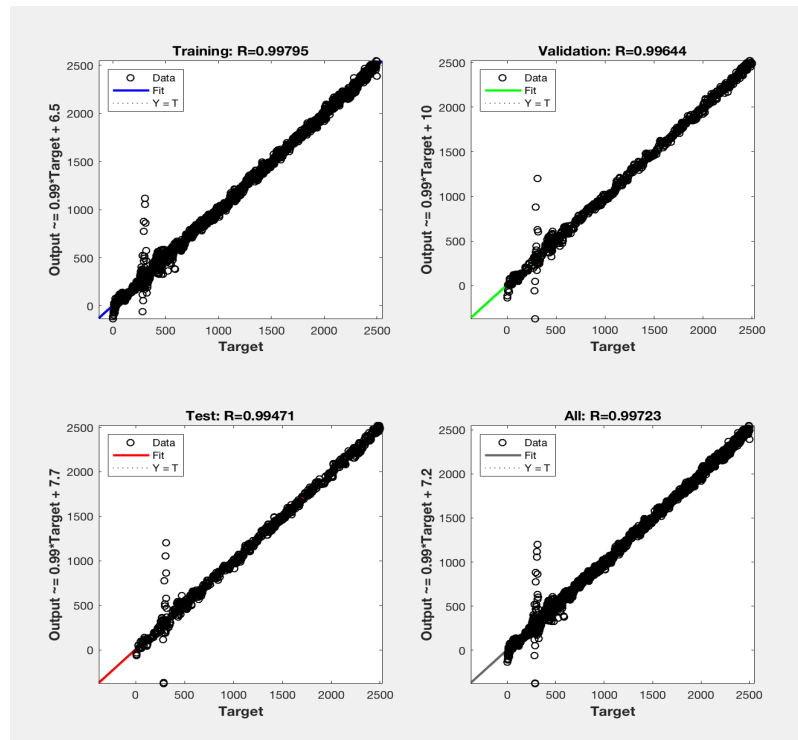 Training: R=0.99795
Output ~= 0.99*Target + 6.5
2500
2000
1500
1000
500
0
Data
Fit
Y = T
0 500 1000 1500 2000 2500
Target
Validation: R=0.99644
Output ~= 0.99*Target + 10
2500
2000
1500
1000
500
0
Data
Fit
Y = T
0 500 1000 1500 2000 2500
Target
Test: R=0.99471
Output ~= 0.99*Target + 7.7
2500
2000
1500
1000
500
0
Data
Fit
Y = T
0 500 1000 1500 2000 2500
Target
All: R=0.99723
Output ~= 0.99*Target + 7.2
2500
2000
1500
1000
500
0
Data
Fit
Y = T
0 500 1000 1500 2000 2500
Target